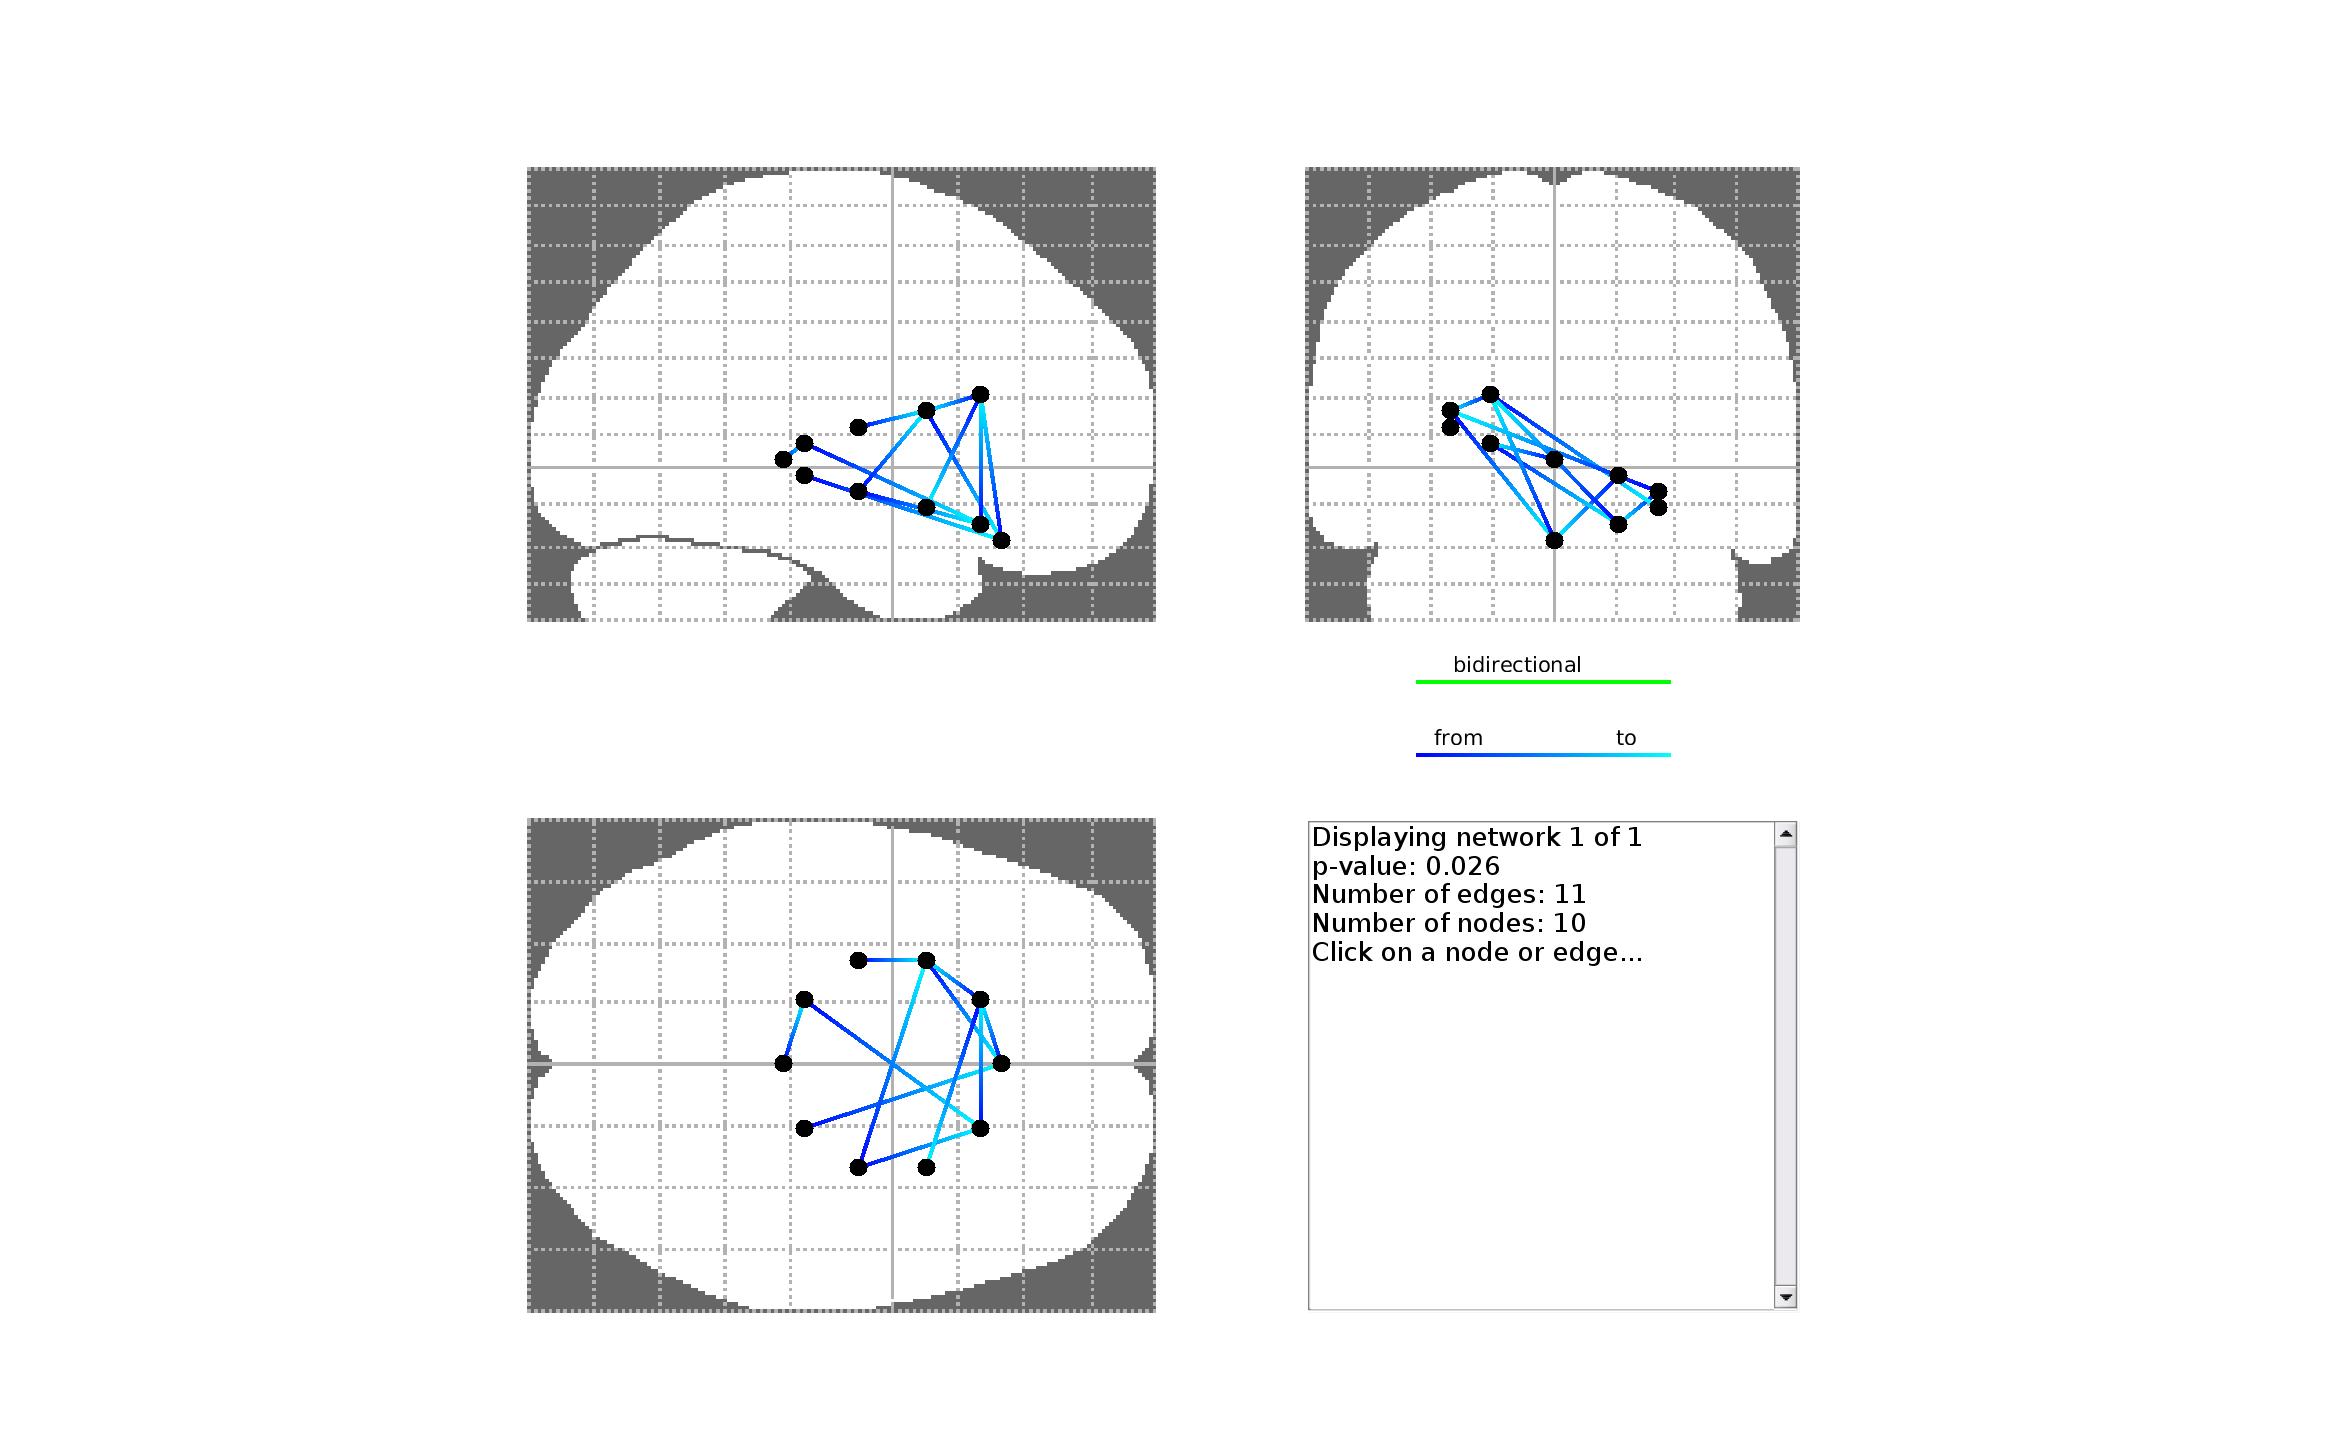 bidirectional
from to
Displaying network 1 of 1
p-value: 0.026
Number of edges: 11
Number of nodes: 10
Click on a node or edge...